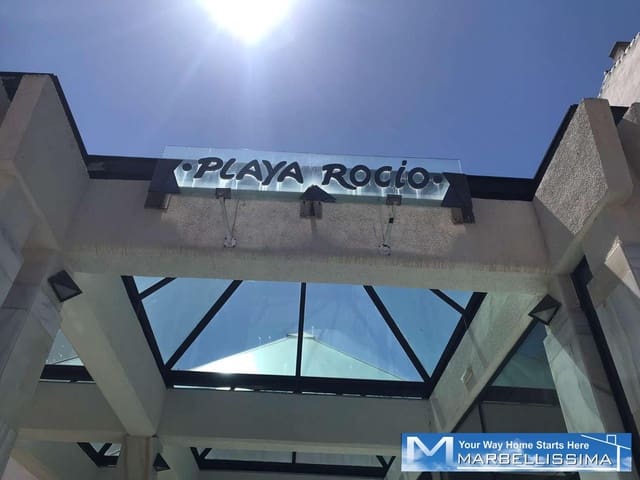 • PLAYA ROCiO •
M
Your Way Home Starts Here
MARBELLISSIMA